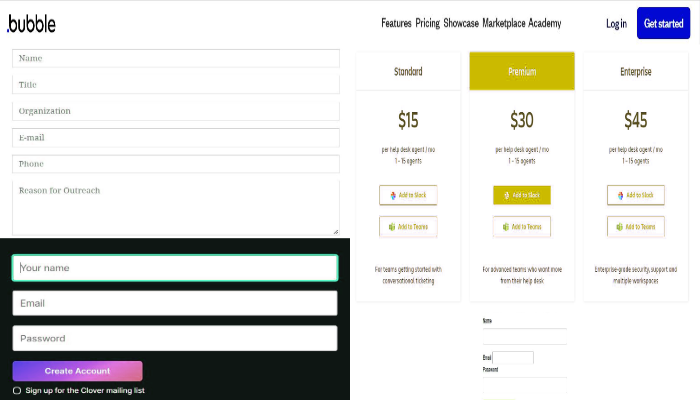 .bubble
Features Pricing Showcase Marketplace Academy
Log in
Get started
Name
Title
Organization
E-mail
Phone
Reason for Outreach
Your name
Email
Password
Create Account
Sign up for the Clover mailing list
Standard
$15
per help desk agent / mo
1 - 15 agents
Add to Slack
Add to Teams
For teams getting started with
conversational ticketing
Premium
$30
per help desk agent / mo
1 - 15 agents
Add to Slack
Add to Teams
For advanced teams who want more
from their help desk
Enterprise
$45
per help desk agent / mo
1 - 15 agents
Add to Slack
Add to Teams
Enterprise-grade security, support and
multiple workspaces
Name
Email
Password